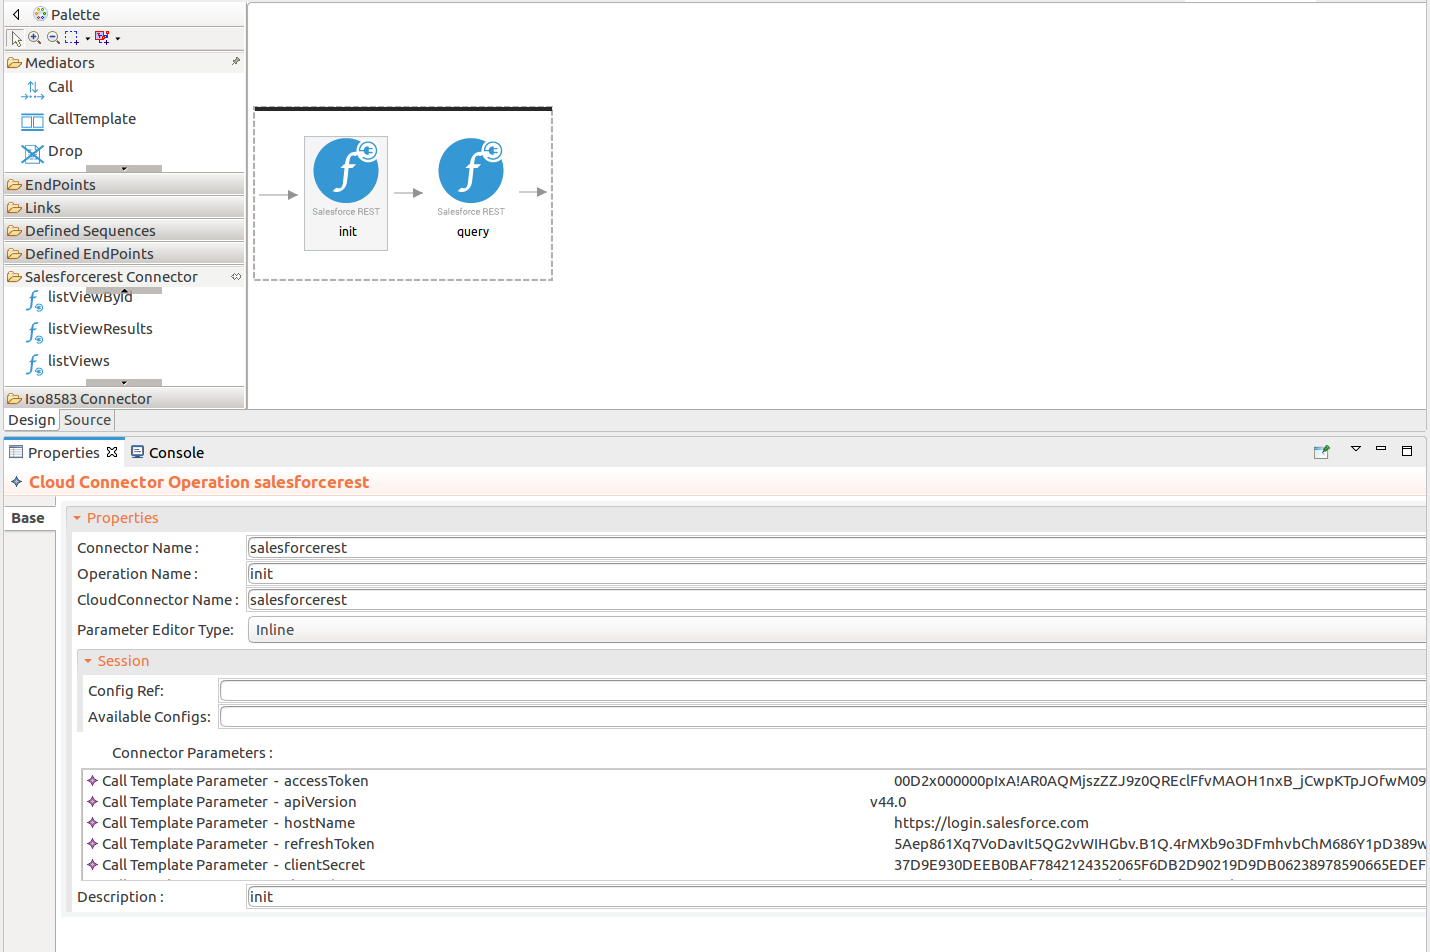 Palette
Mediators
Call
CallTemplate
Drop
EndPoints
Links
Defined Sequences
Defined EndPoints
Salesforcerest Connector
listViewById
listViewResults
listViews
Iso8583 Connector
Design Source
Salesforce REST
init
Salesforce REST
query
Properties Console
Cloud Connector Operation salesforcerest
Base
Properties
Connector Name : salesforcerest
Operation Name : init
CloudConnector Name : salesforcerest
Parameter Editor Type: Inline
Session
Config Ref:
Available Configs:
Connector Parameters :
Call Template Parameter - accessToken 00D2x000000pIxA!AR0AQMjszZZJ9z0QREclFfvMAOH1nxB_jCwpKTpJOfwM09
Call Template Parameter - apiVersion v44.0
Call Template Parameter - hostName https://login.salesforce.com
Call Template Parameter - refreshToken 5Aep861Xq7VoDavIt5QG2vWIHGbv.B1Q.4rMXb9o3DFmhvbChM686Y1pD389w
Call Template Parameter - clientSecret 37D9E930DEEB0BAF7842124352065F6DB2D90219D9DB06238978590665EDEF
Description : init